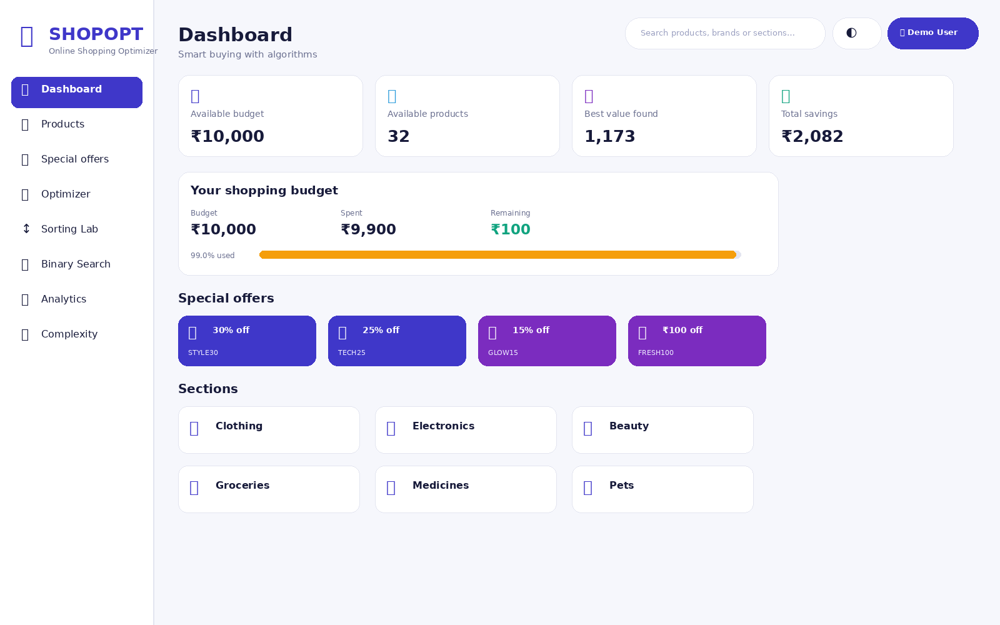 SHOPOPT
Online Shopping Optimizer
Dashboard
Products
Special offers
Optimizer
Sorting Lab
Binary Search
Analytics
Complexity
Dashboard
Smart buying with algorithms
Search products, brands or sections...
Demo User
Available budget
₹10,000
Available products
32
Best value found
1,173
Total savings
₹2,082
Your shopping budget
Budget
₹10,000
Spent
₹9,900
Remaining
₹100
99.0% used
Special offers
30% off
STYLE30
25% off
TECH25
15% off
GLOW15
₹100 off
FRESH100
Sections
Clothing
Electronics
Beauty
Groceries
Medicines
Pets